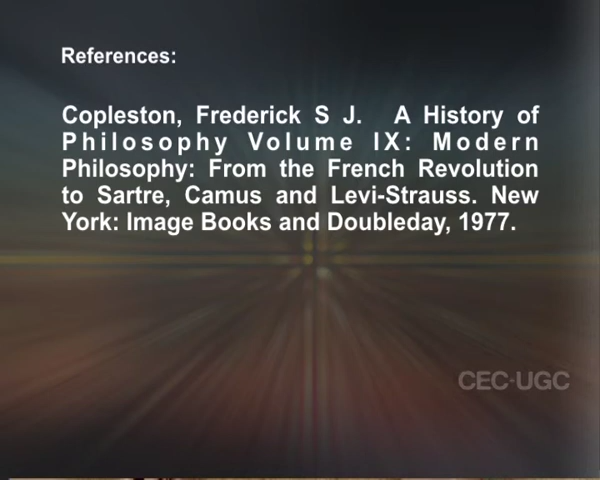 References:
Copleston, Frederick S J. A History of
Philosophy Volume IX: Modern
Philosophy: From the French Revolution
to Sartre, Camus and Levi-Strauss. New
York: Image Books and Doubleday, 1977.
CEC·UGC